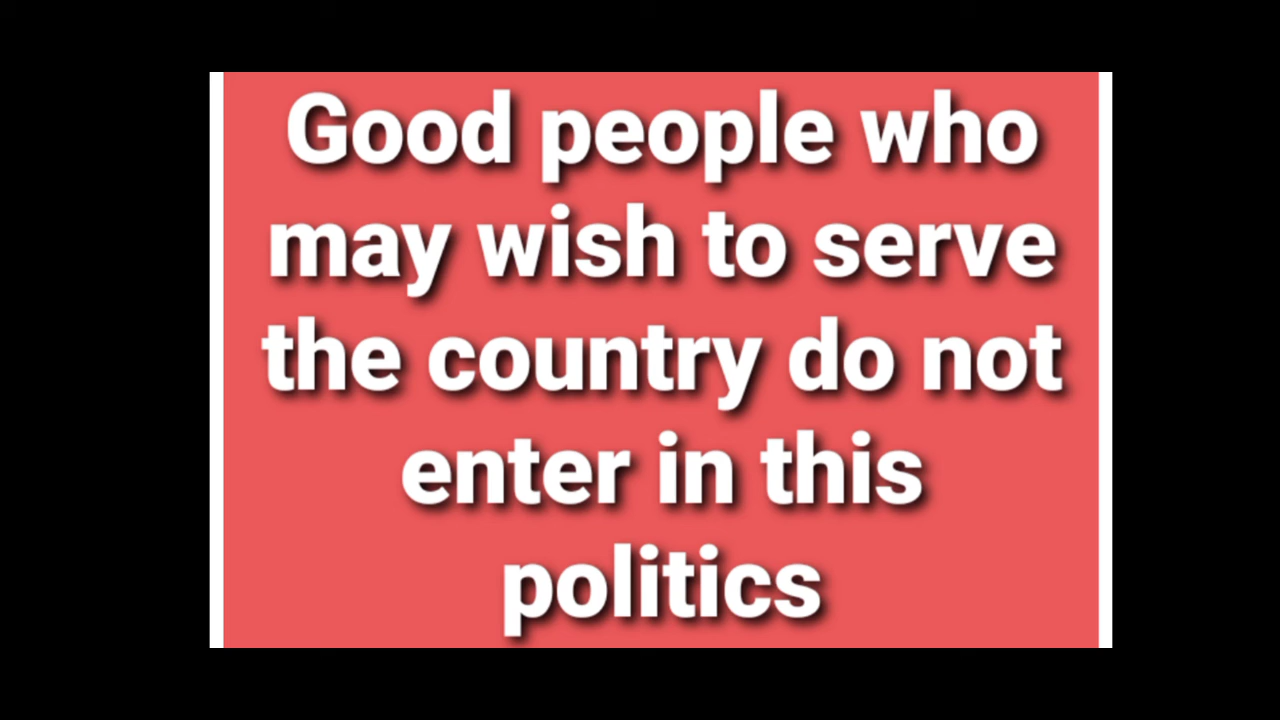 Good people who
may wish to serve
the country do not
enter in this
politics